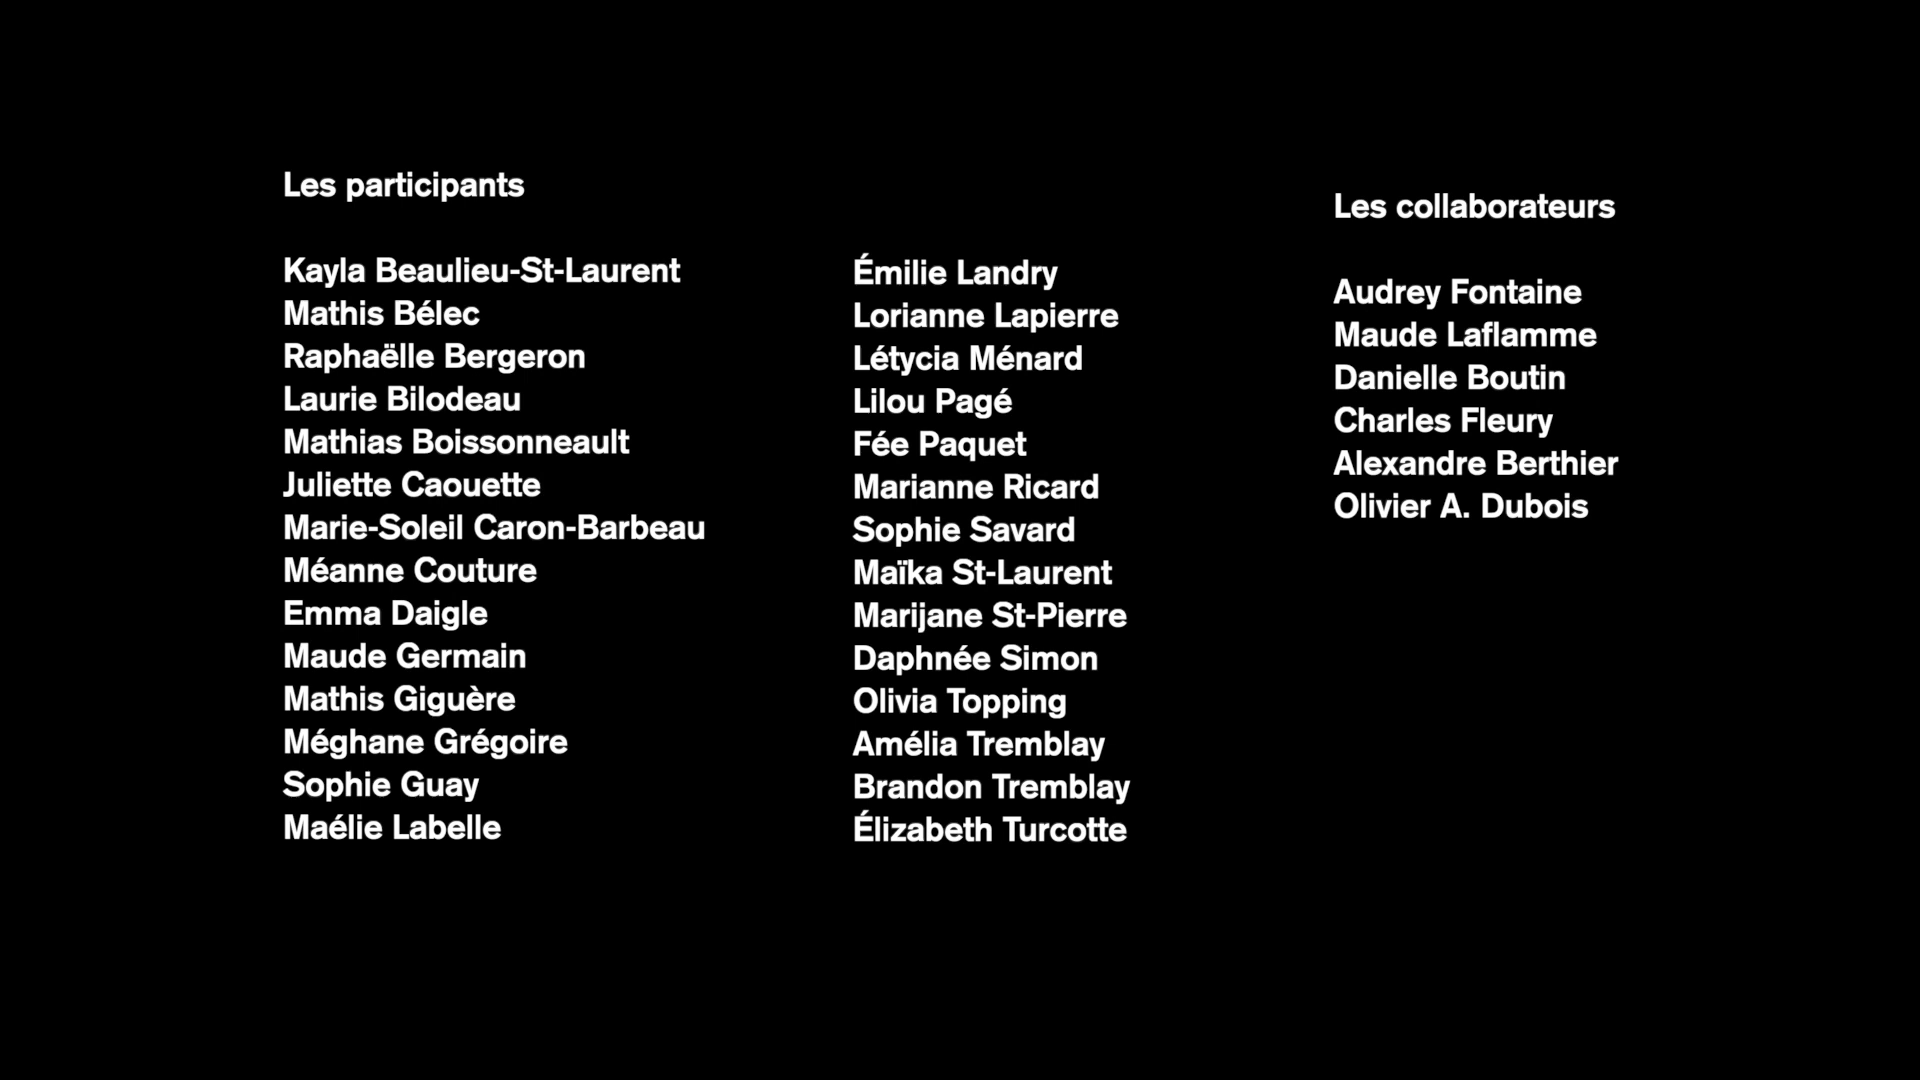 Les participants
Kayla Beaulieu-St-Laurent
Mathis Bélec
Raphaëlle Bergeron
Laurie Bilodeau
Mathias Boissonneault
Juliette Caouette
Marie-Soleil Caron-Barbeau
Méanne Couture
Emma Daigle
Maude Germain
Mathis Giguère
Méghane Grégoire
Sophie Guay
Maélie Labelle
Émilie Landry
Lorianne Lapierre
Létycia Ménard
Lilou Pagé
Fée Paquet
Marianne Ricard
Sophie Savard
Maïka St-Laurent
Marijane St-Pierre
Daphnée Simon
Olivia Topping
Amélia Tremblay
Brandon Tremblay
Élizabeth Turcotte
Les collaborateurs
Audrey Fontaine
Maude Laflamme
Danielle Boutin
Charles Fleury
Alexandre Berthier
Olivier A. Dubois